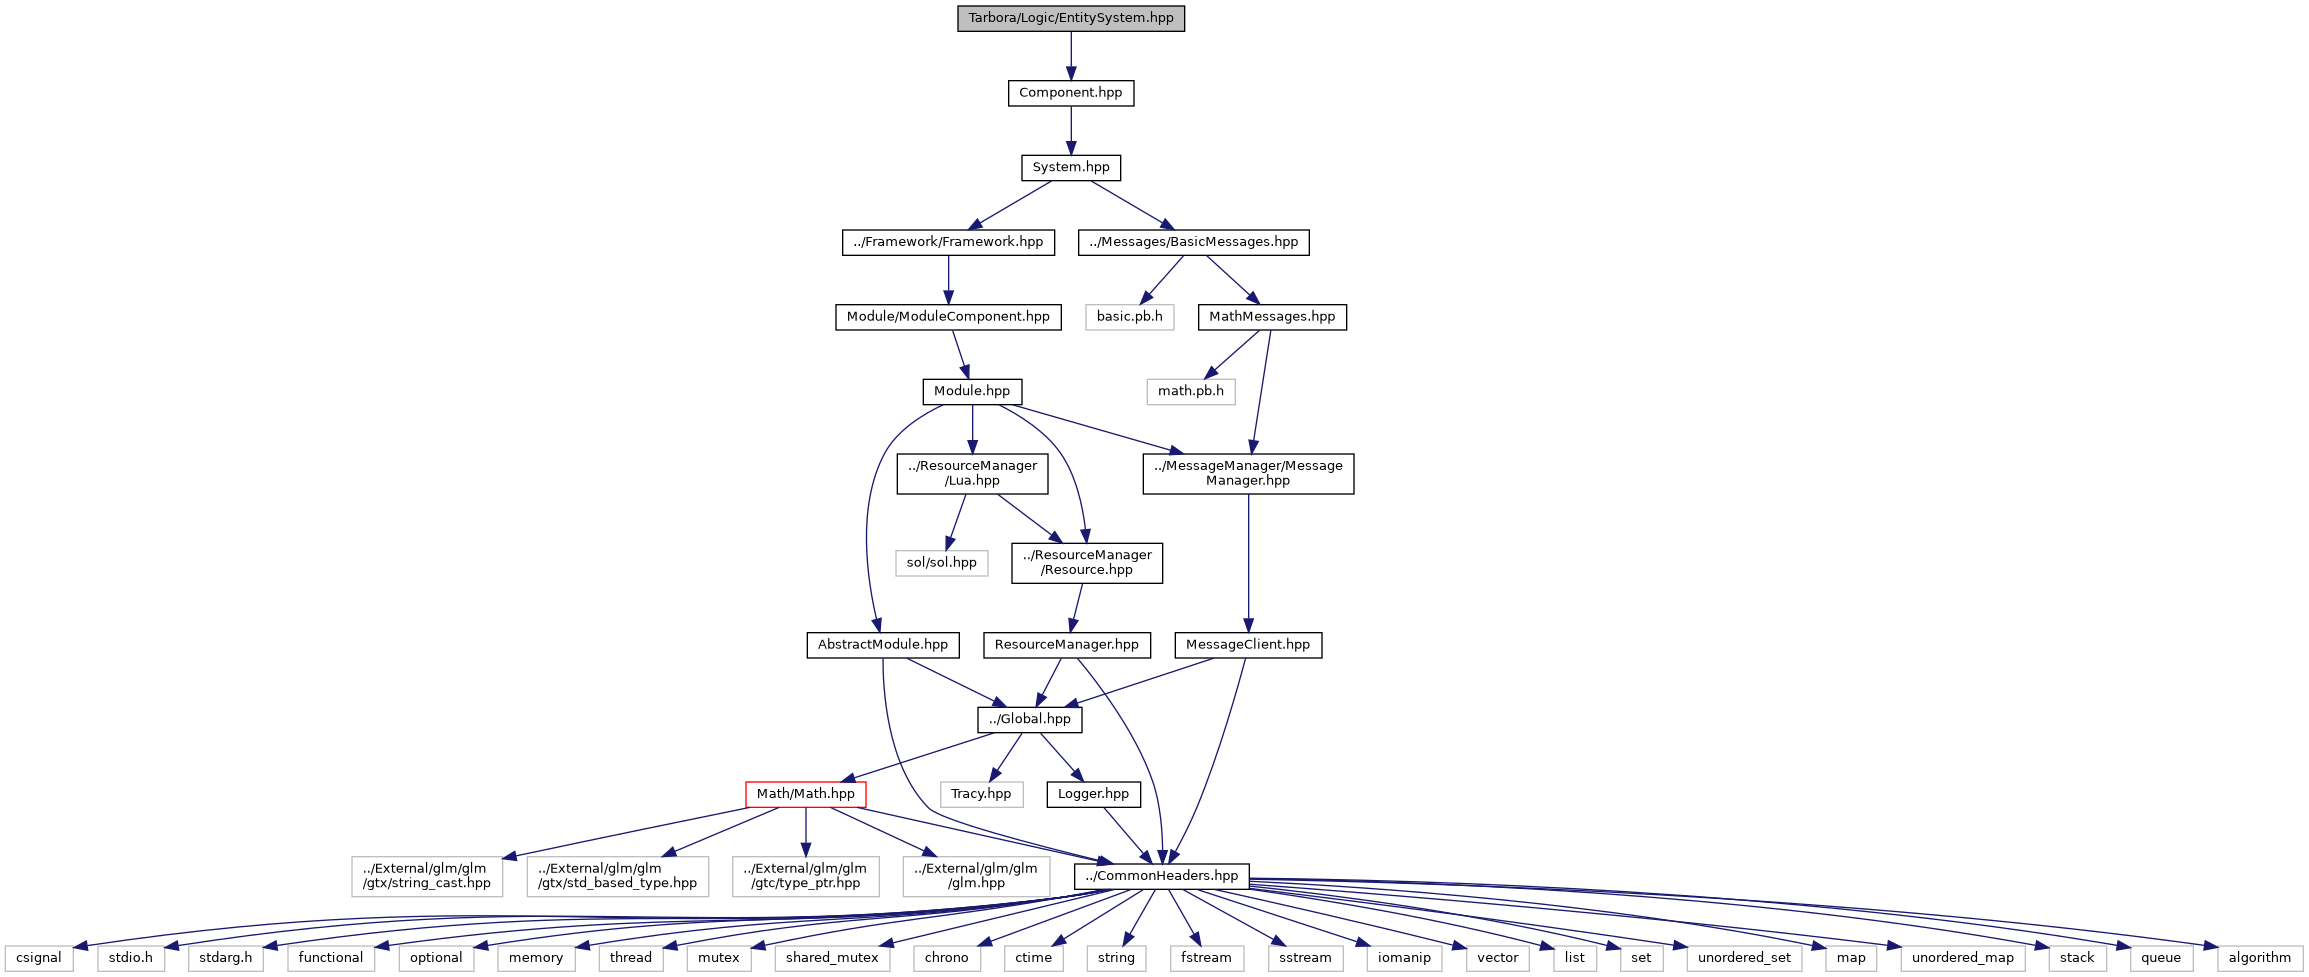 Tarbora/Logic/EntitySystem.hpp
Component.hpp
System.hpp
../Framework/Framework.hpp
../Messages/BasicMessages.hpp
Module/ModuleComponent.hpp
basic.pb.h
MathMessages.hpp
Module.hpp
math.pb.h
../ResourceManager
/Lua.hpp
../MessageManager/Message
Manager.hpp
sol/sol.hpp
../ResourceManager
/Resource.hpp
AbstractModule.hpp
ResourceManager.hpp
MessageClient.hpp
../Global.hpp
Math/Math.hpp
Tracy.hpp
Logger.hpp
../External/glm/glm
/gtx/string_cast.hpp
../External/glm/glm
/gtx/std_based_type.hpp
../External/glm/glm
/gtc/type_ptr.hpp
../External/glm/glm
/glm.hpp
../CommonHeaders.hpp
csignal
stdio.h
stdarg.h
functional
optional
memory
thread
mutex
shared_mutex
chrono
ctime
string
fstream
sstream
iomanip
vector
list
set
unordered_set
map
unordered_map
stack
queue
algorithm